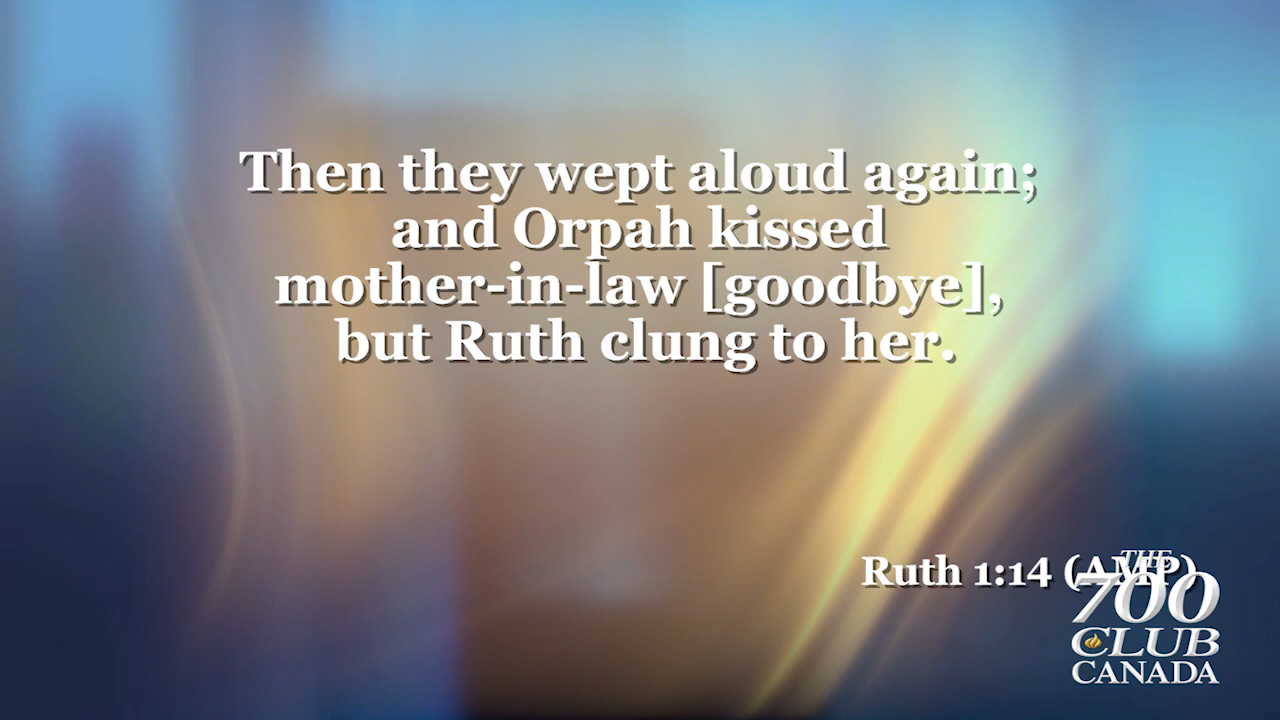 Then they wept aloud again;
and Orpah kissed
mother-in-law [goodbye],
but Ruth clung to her.
Ruth 1:14 (AMP)
THE
700
CLUB
CANADA